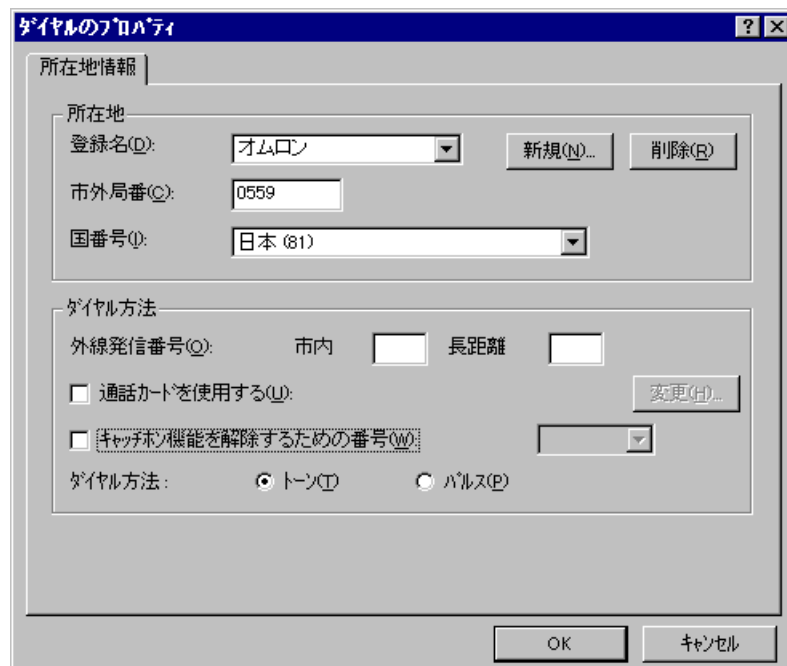 ﾀﾞｲﾔﾙのﾌﾟﾛﾊﾟﾃｨ
所在地情報
所在地
登録名(D): オムロン 新規(N)... 削除(R)
市外局番(C): 0559
国番号(I): 日本 (81)
ﾀﾞｲﾔﾙ方法
外線発信番号(O): 市内 長距離
通話ｶｰﾄﾞを使用する(U): 変更(H)...
ｷｬｯﾁﾎﾝ機能を解除するための番号(W):
ﾀﾞｲﾔﾙ方法: ﾄｰﾝ(T) ﾊﾟﾙｽ(P)
OK ｷｬﾝｾﾙ